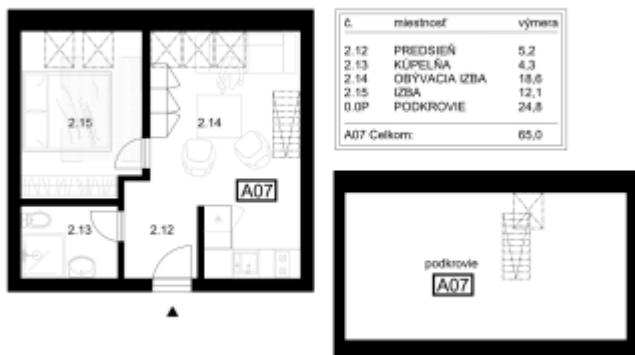 č. miestnosť výmera
2.12 PREDSIEŇ 5,2
2.13 KÚPEĽŇA 4,3
2.14 OBÝVACIA IZBA 18,6
2.15 IZBA 12,1
0.0P PODKROVIE 24,8
A07 Celkom: 65,0
2.15
2.14
A07
2.13
2.12
podkrovie
A07